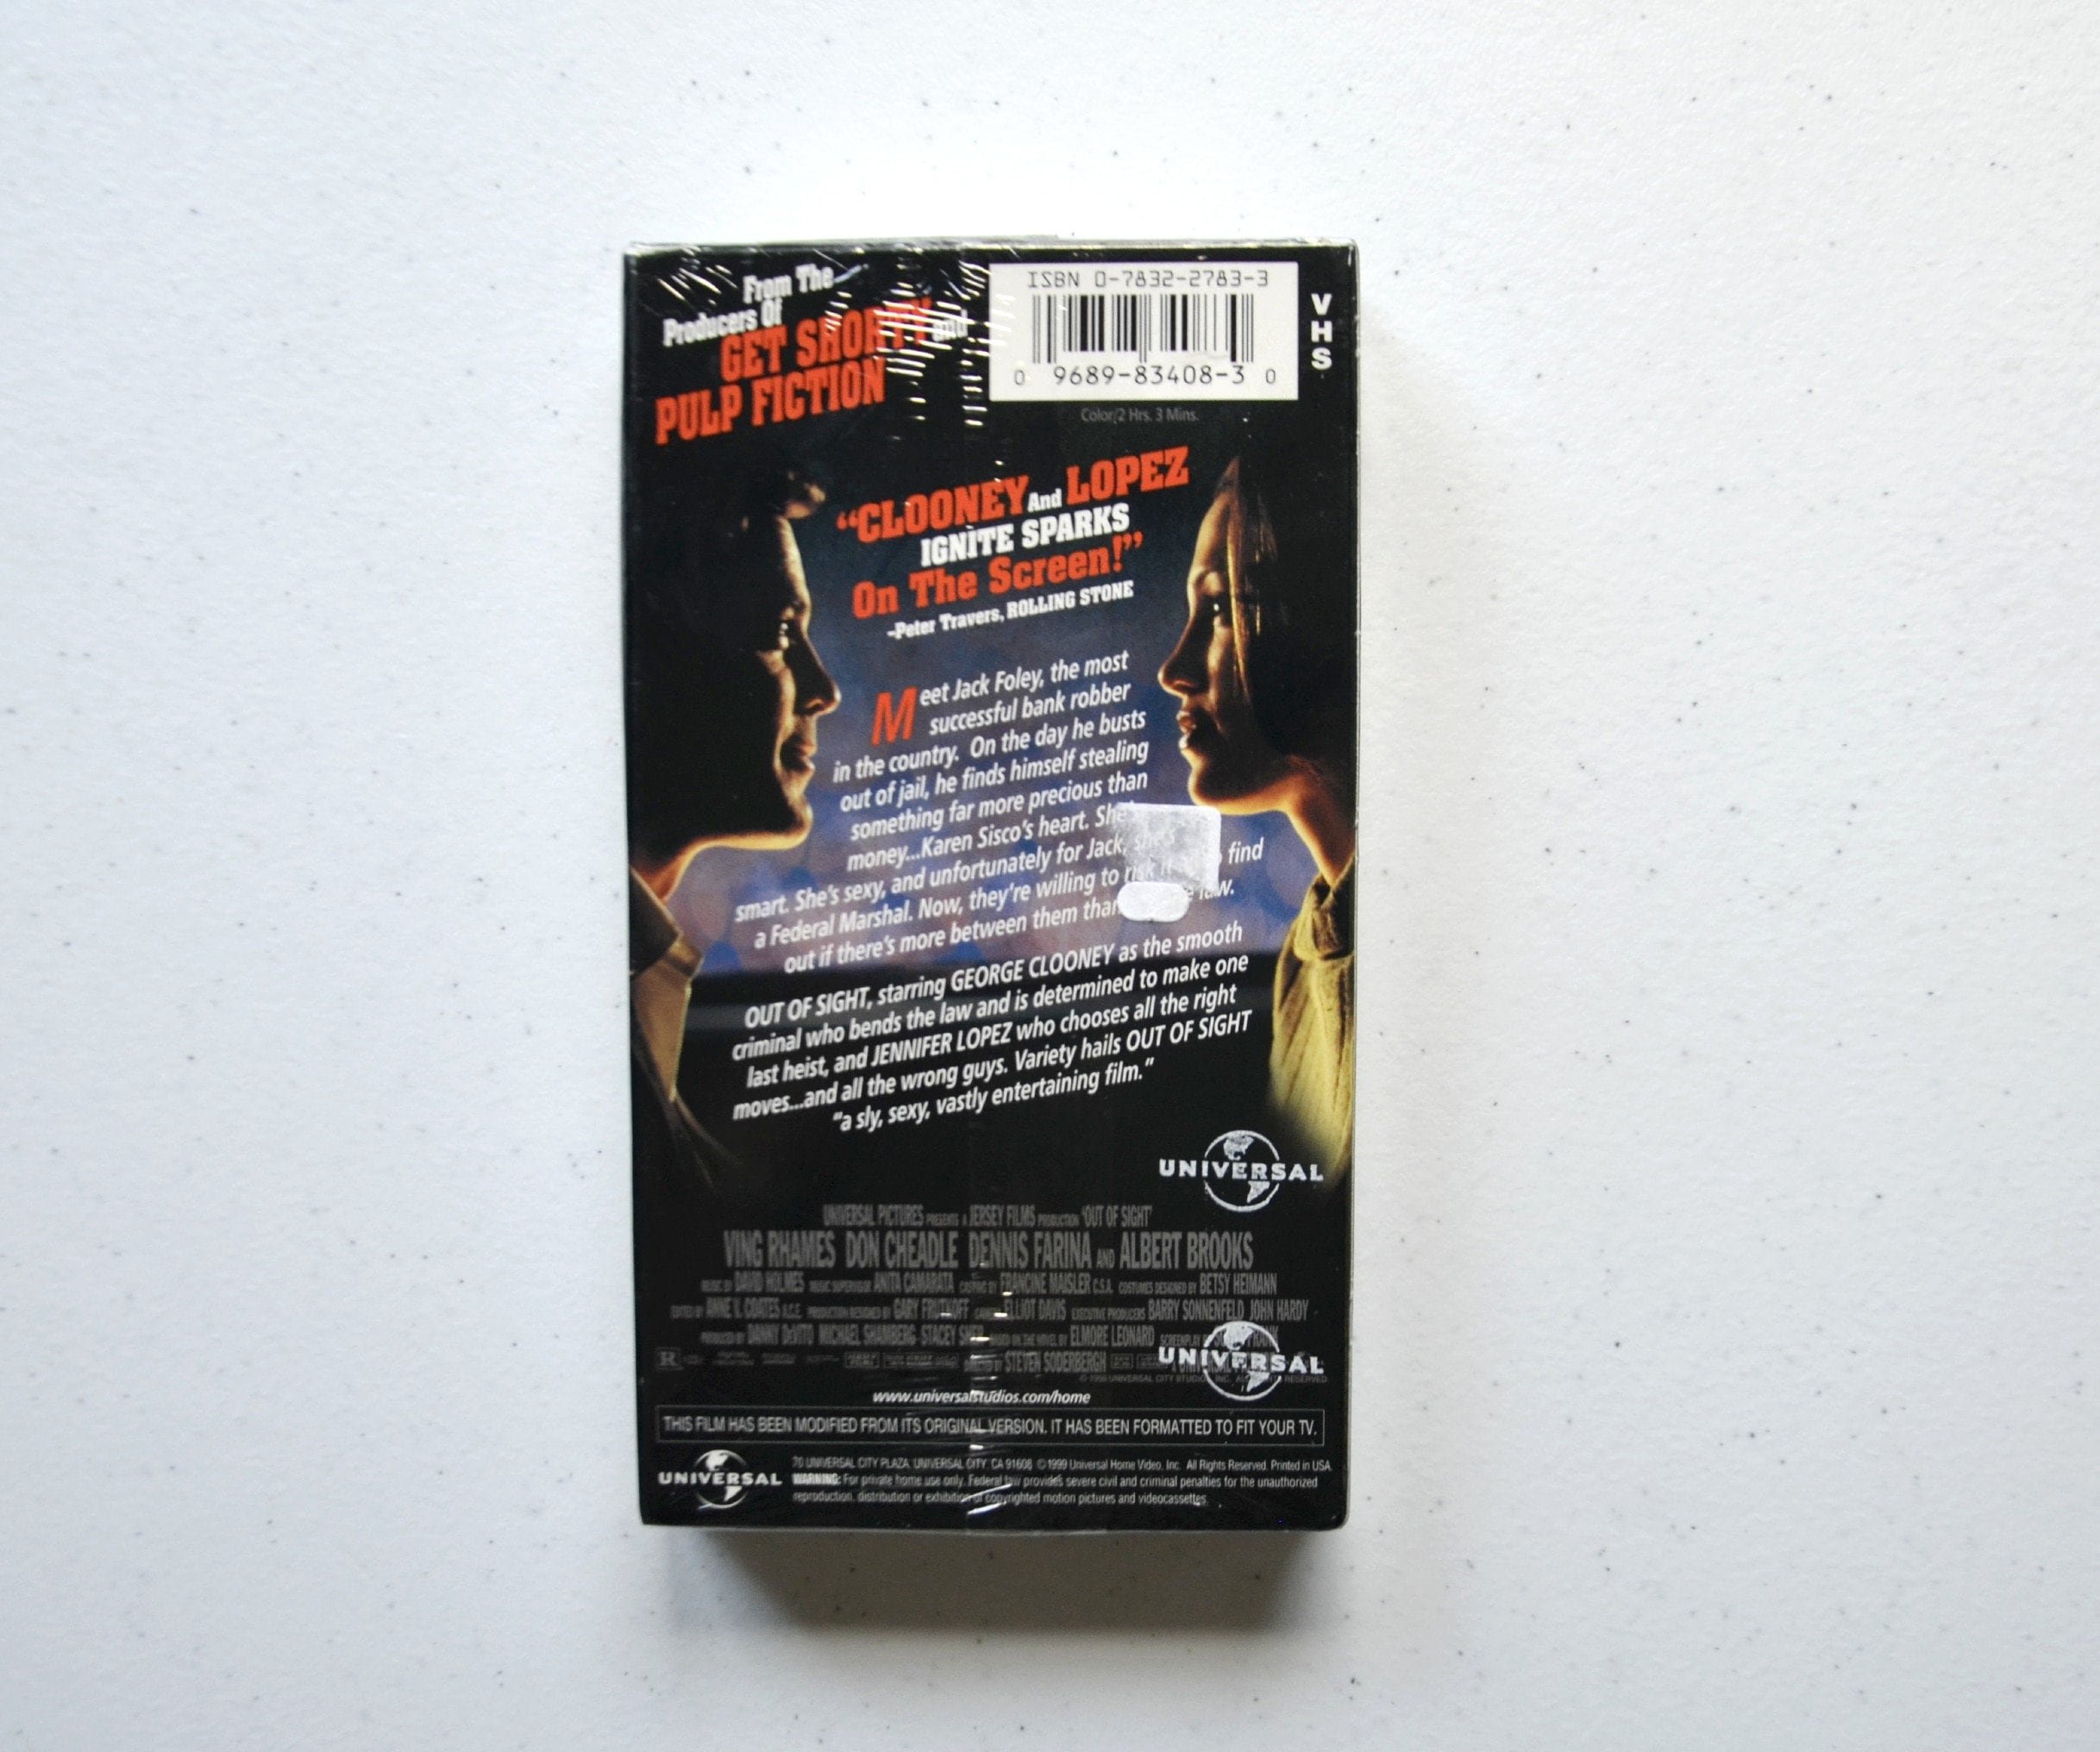 From The
Producers Of
GET SHORTY and
PULP FICTION
ISBN 0-7832-2783-3
0 9689-83408-3 0
VHS
Color/2 Hrs. 3 Mins.
"CLOONEY And LOPEZ
IGNITE SPARKS
On The Screen!"
-Peter Travers, ROLLING STONE
Meet Jack Foley, the most
successful bank robber
in the country. On the day he busts
out of jail, he finds himself stealing
something far more precious than
money...Karen Sisco's heart.
smart. She's sexy, and unfortunately for Jack,
a Federal Marshal. Now, they're willing to risk it find
out if there's more between them than law.
OUT OF SIGHT, starring GEORGE CLOONEY as the smooth
criminal who bends the law and is determined to make one
last heist, and JENNIFER LOPEZ who chooses all the right
moves...and all the wrong guys. Variety hails OUT OF SIGHT
"a sly, sexy, vastly entertaining film."
UNIVERSAL
UNIVERSAL PICTURES PRESENTS A JERSEY FILMS PRODUCTION "OUT OF SIGHT"
VING RHAMES DON CHEADLE DENNIS FARINA AND ALBERT BROOKS
MUSIC BY DAVID HOLMES MUSIC SUPERVISOR ANITA CAMARATA CASTING BY FRANCINE MAISLER C.S.A. COSTUMES DESIGNED BY BETSY HEIMANN
EDITED BY ANNE V. COATES A.C.E. PRODUCTION DESIGNED BY GARY FRUTKOFF ELLIOT DAVIS EXECUTIVE PRODUCERS BARRY SONNENFELD JOHN HARDY
PRODUCED BY DANNY DeVITO MICHAEL SHAMBERG STACEY SHER BASED ON THE NOVEL BY ELMORE LEONARD SCREENPLAY
R DIRECTED BY STEVEN SODERBERGH
UNIVERSAL
www.universalstudios.com/home
THIS FILM HAS BEEN MODIFIED FROM ITS ORIGINAL VERSION. IT HAS BEEN FORMATTED TO FIT YOUR TV.
UNIVERSAL
70 UNIVERSAL CITY PLAZA, UNIVERSAL CITY, CA 91608 ©1999 Universal Home Video, Inc. All Rights Reserved. Printed in USA.
WARNING: For private home use only. Federal law provides severe civil and criminal penalties for the unauthorized
reproduction, distribution or exhibition of copyrighted motion pictures and videocassettes.